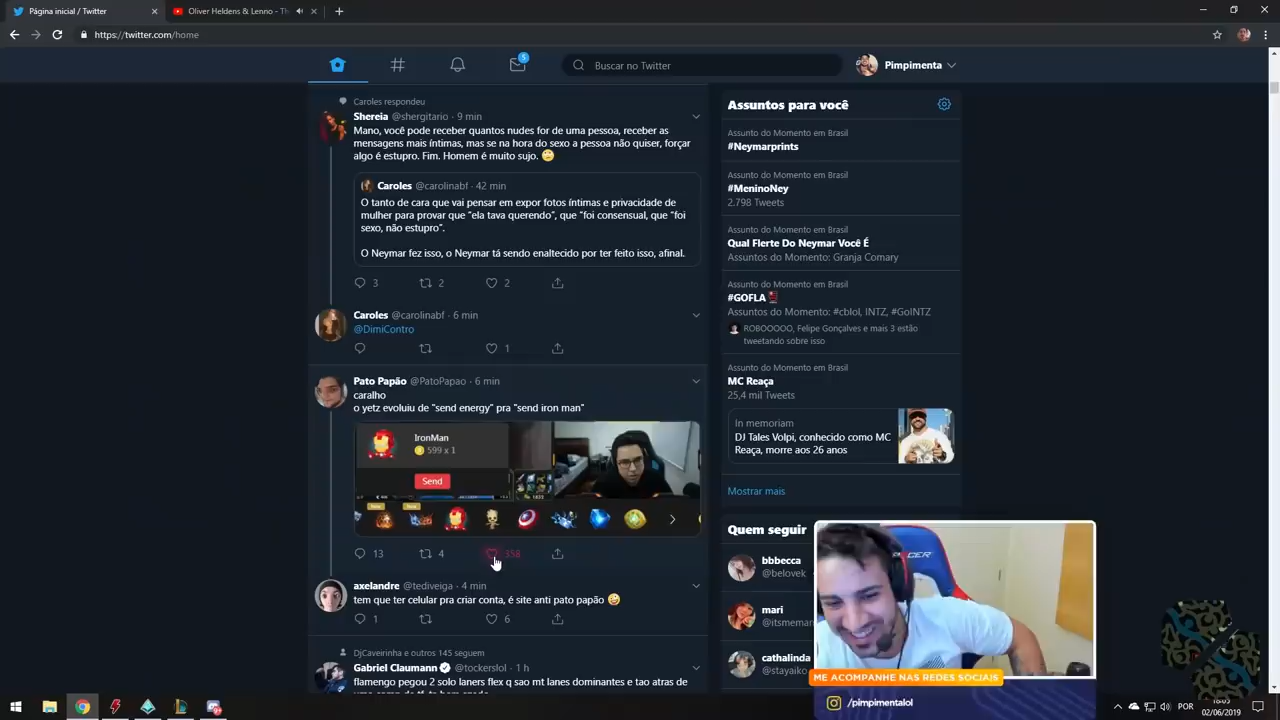 Página inicial / Twitter
Oliver Heldens & Lenno - Th
https://twitter.com/home
5
Buscar no Twitter
Pimpimenta
Caroles respondeu
Shereia @shergitario · 9 min
Mano, você pode receber quantos nudes for de uma pessoa, receber as
mensagens mais íntimas, mas se na hora do sexo a pessoa não quiser, forçar
algo é estupro. Fim. Homem é muito sujo.
Caroles @carolinabf · 42 min
O tanto de cara que vai pensar em expor fotos íntimas e privacidade de
mulher para provar que "ela tava querendo", que "foi consensual, que "foi
sexo, não estupro".
O Neymar fez isso, o Neymar tá sendo enaltecido por ter feito isso, afinal.
3 2 2
Caroles @carolinabf · 6 min
@DimiContro
1
Pato Papão @PatoPapao · 6 min
caralho
o yetz evoluiu de "send energy" pra "send iron man"
IronMan
599 x 1
Send
New New
13 4 358
axelandre @tediveiga · 4 min
tem que ter celular pra criar conta, é site anti pato papão
1 6
DjCaveirinha e outros 145 seguem
Gabriel Claumann @tockerslol · 1 h
flamengo pegou 2 solo laners flex q sao mt lanes dominantes e tao atras de
Assuntos para você
Assunto do Momento em Brasil
#Neymarprints
Assunto do Momento em Brasil
#MeninoNey
2.798 Tweets
Assunto do Momento em Brasil
Qual Flerte Do Neymar Você É
Assuntos do Momento: Granja Comary
Assunto do Momento em Brasil
#GOFLA
Assuntos do Momento: #cblol, INTZ, #GoINTZ
ROBOOOOO, Felipe Gonçalves e mais 3 estão
tweetando sobre isso
Assunto do Momento em Brasil
MC Reaça
25,4 mil Tweets
In memoriam
DJ Tales Volpi, conhecido como MC
Reaça, morre aos 26 anos
Mostrar mais
Quem seguir
bbbecca
@belovek
mari
@itsmemar
cathalinda
@stayaiko
ME ACOMPANHE NAS REDES SOCIAIS
/pimpimentalol
POR
02/06/2019